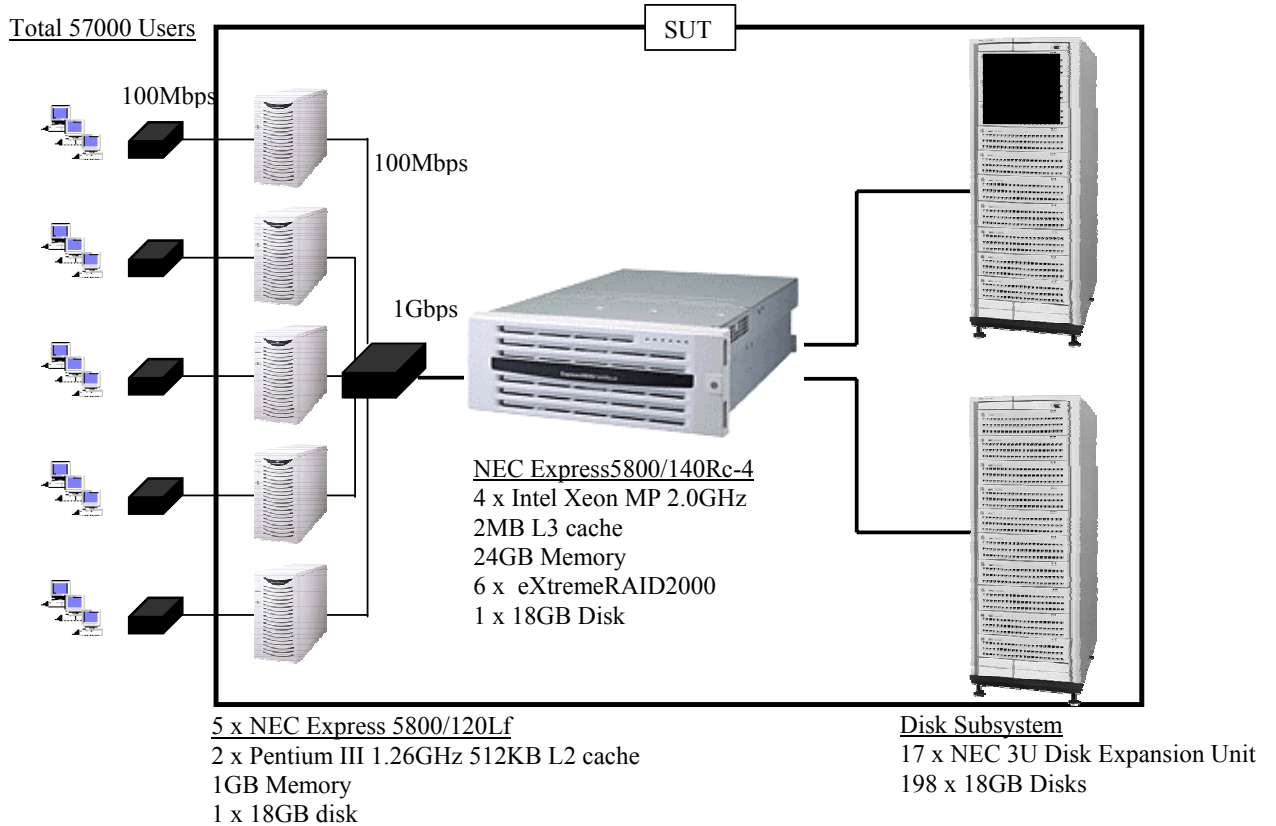 Total 57000 Users
SUT
100Mbps
100Mbps
1Gbps
NEC Express5800/140Rc-4
4 x Intel Xeon MP 2.0GHz
2MB L3 cache
24GB Memory
6 x  eXtremeRAID2000
1 x 18GB Disk
5 x NEC Express 5800/120Lf
2 x Pentium III 1.26GHz 512KB L2 cache
1GB Memory
1 x 18GB disk
Disk Subsystem
17 x NEC 3U Disk Expansion Unit
198 x 18GB Disks